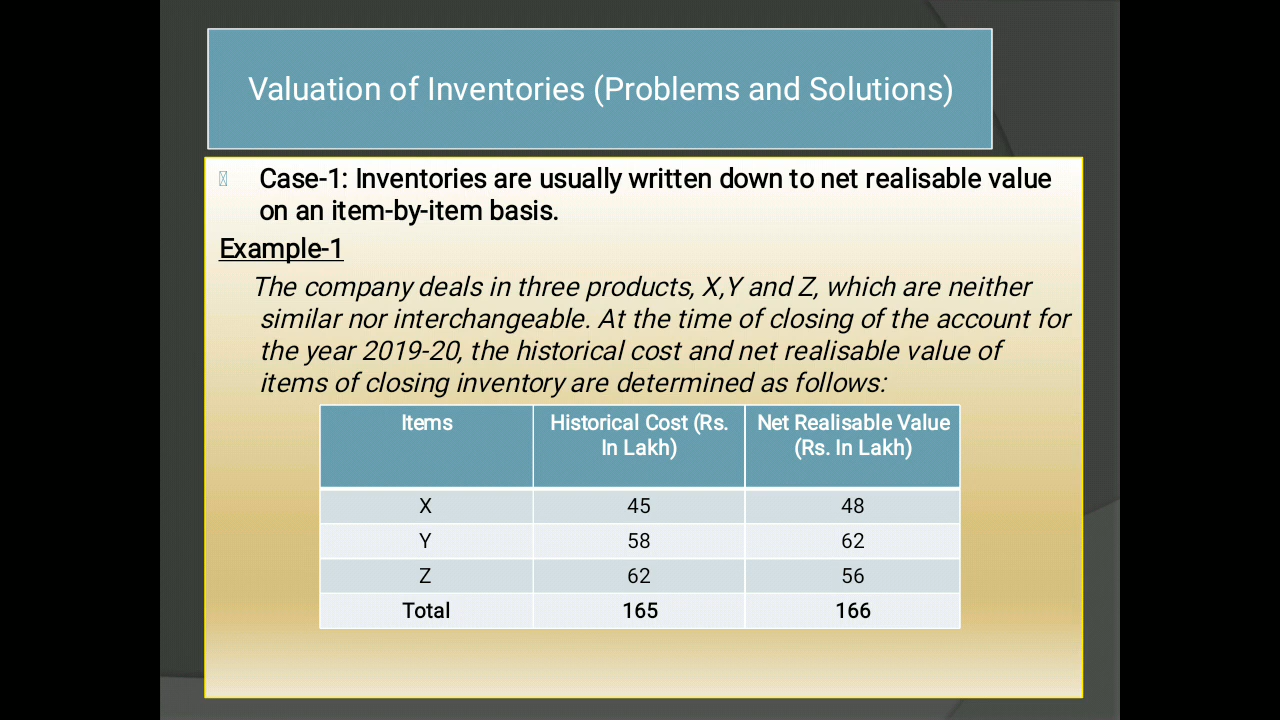 Valuation of Inventories (Problems and Solutions)
Case-1: Inventories are usually written down to net realisable value
on an item-by-item basis.
Example-1
The company deals in three products, X,Y and Z, which are neither
similar nor interchangeable. At the time of closing of the account for
the year 2019-20, the historical cost and net realisable value of
items of closing inventory are determined as follows:
Items Historical Cost (Rs. Net Realisable Value
In Lakh) (Rs. In Lakh)
X 45 48
Y 58 62
Z 62 56
Total 165 166